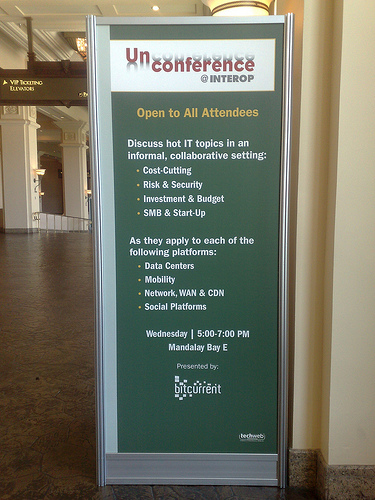 VIP Ticketing
Elevators
Unconference
@ INTEROP
Open to All Attendees
Discuss hot IT topics in an
informal, collaborative setting:
• Cost-Cutting
• Risk & Security
• Investment & Budget
• SMB & Start-Up
As they apply to each of the
following platforms:
• Data Centers
• Mobility
• Network, WAN & CDN
• Social Platforms
Wednesday | 5:00-7:00 PM
Mandalay Bay E
Presented by:
bitcurrent
techweb